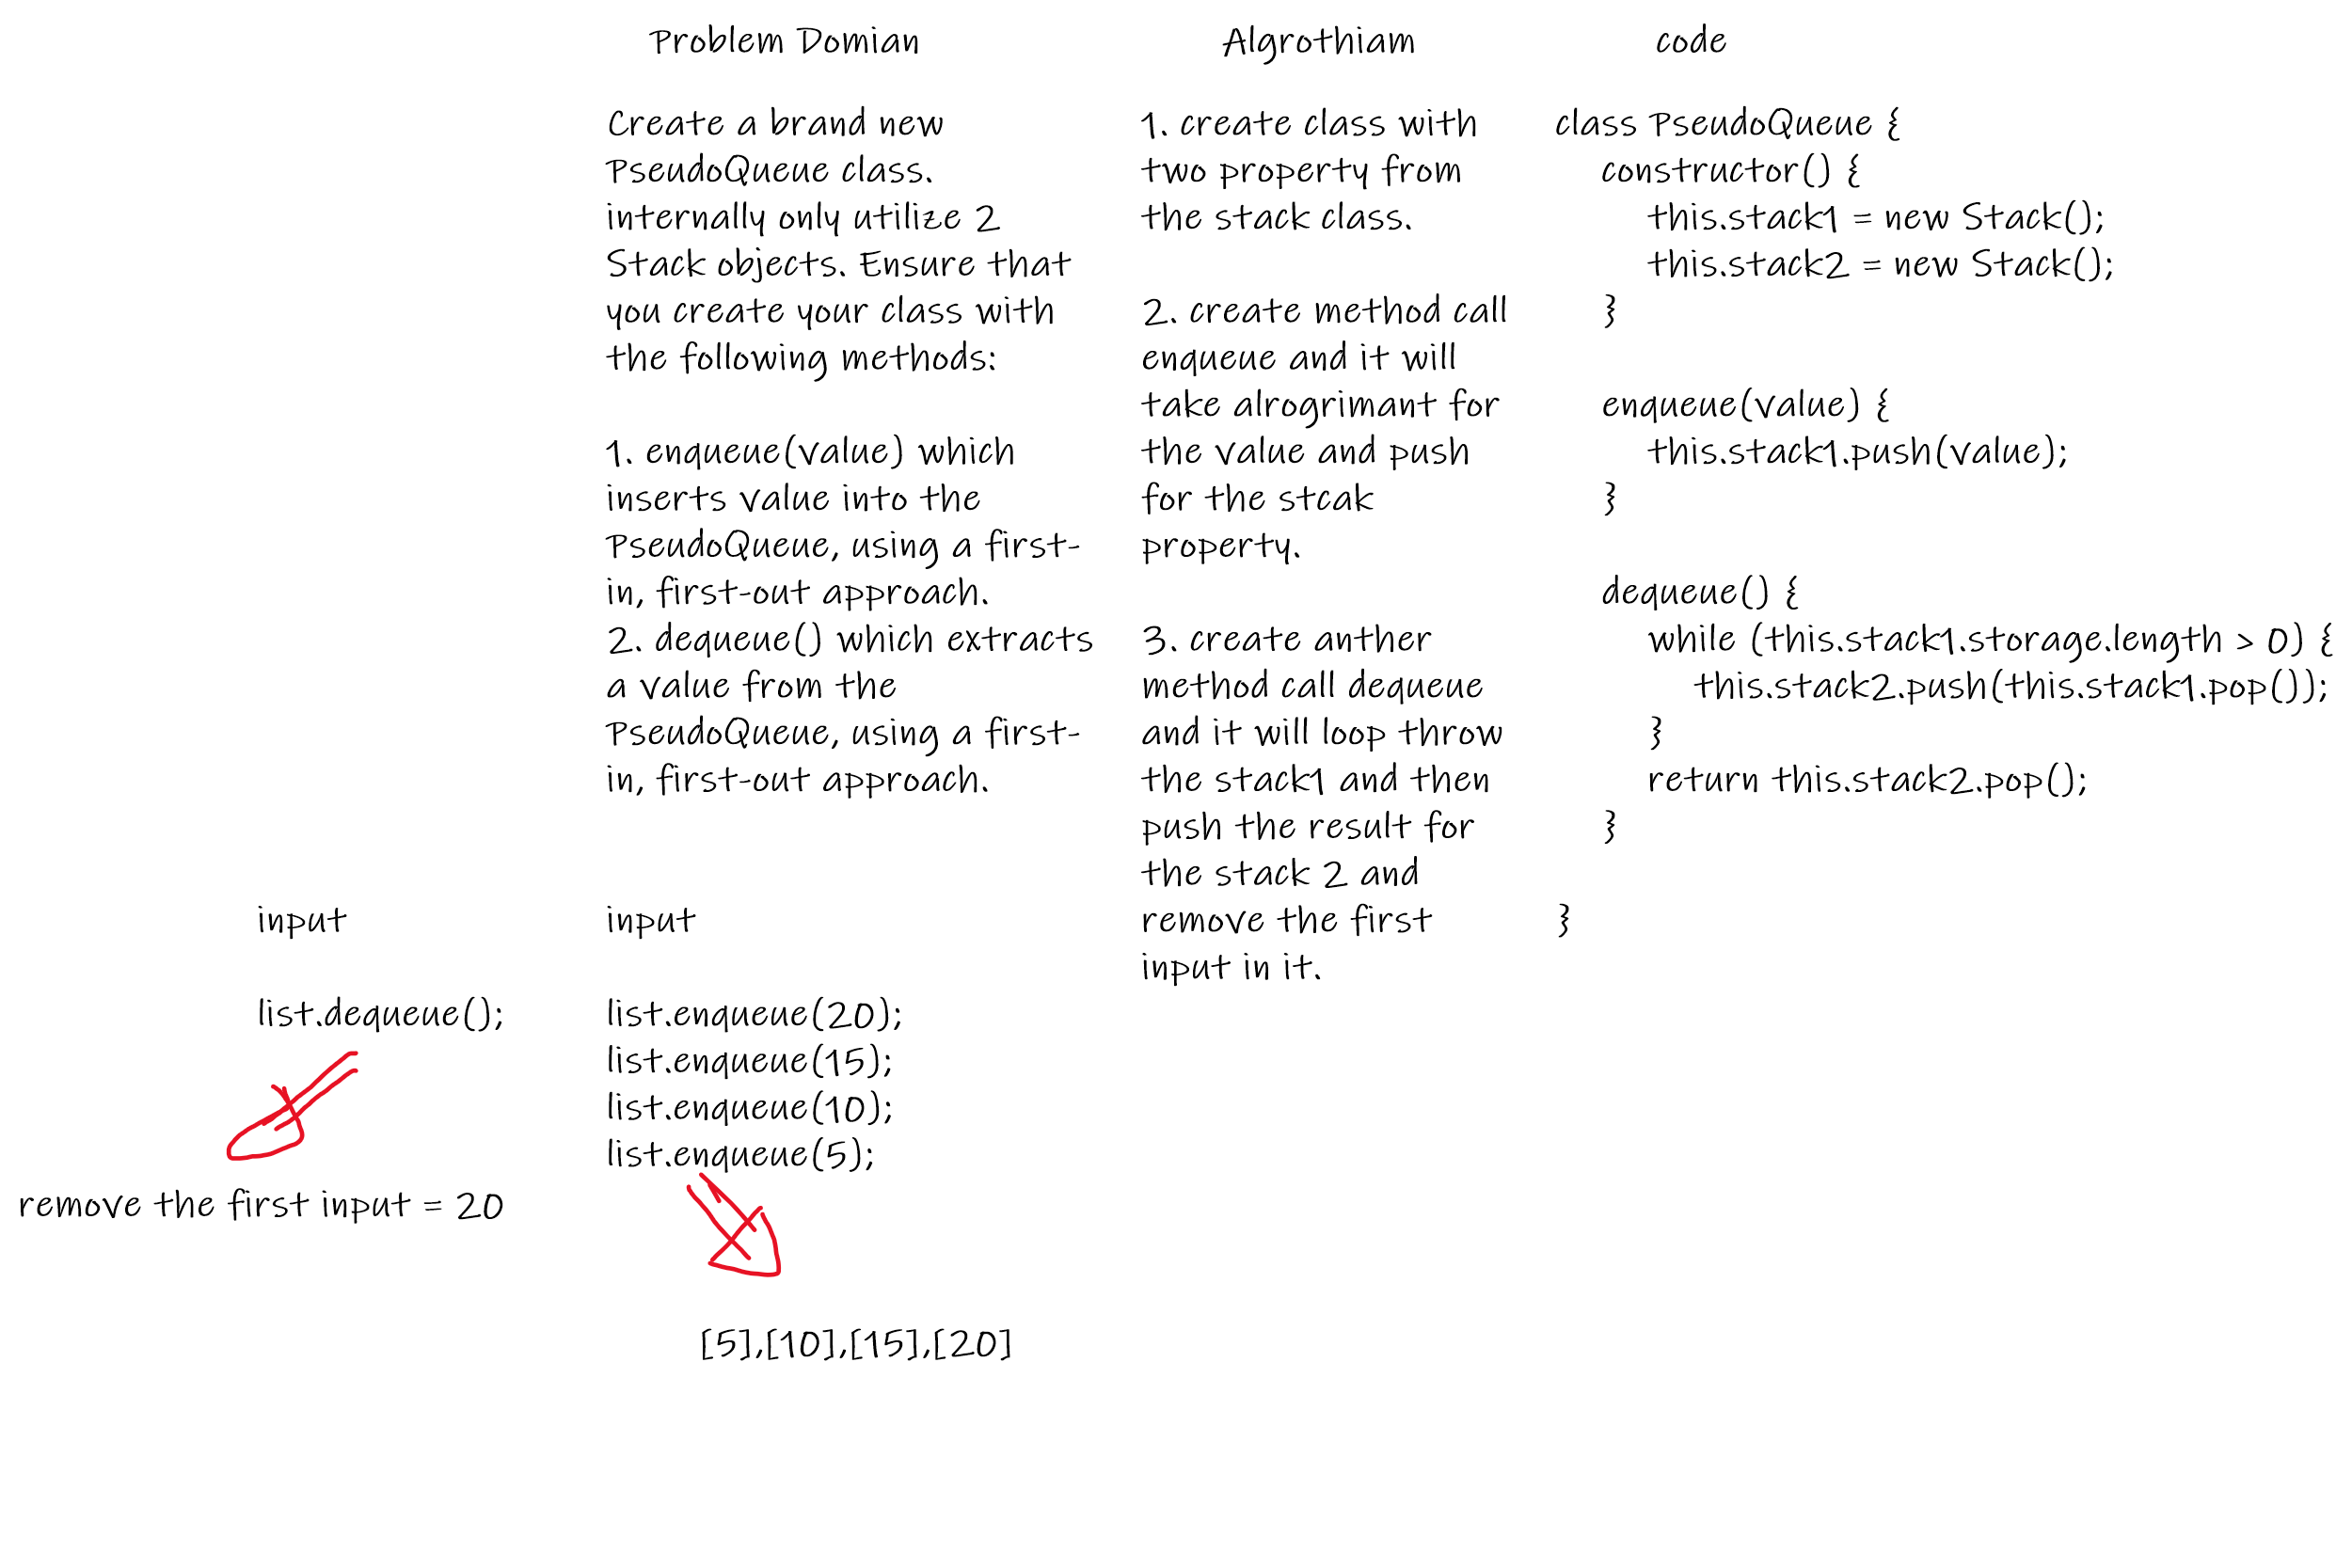 Problem Domian
Create a brand new
PseudoQueue class.
internally only utilize 2
Stack objects. Ensure that
you create your class with
the following methods:
1. enqueue(value) which
inserts value into the
PseudoQueue, using a first-
in, first-out approach.
2. dequeue() which extracts
a value from the
PseudoQueue, using a first-
in, first-out approach.
Algrothiam
1. create class with
two property from
the stack class.
2. create method call
enqueue and it will
take alrogrimant for
the value and push
for the stcak
property.
3. create anther
method call dequeue
and it will loop throw
the stack1 and then
push the result for
the stack 2 and
remove the first
input in it.
code
class PseudoQueue {
constructor() {
this.stack1 = new Stack();
this.stack2 = new Stack();
}
enqueue(value) {
this.stack1.push(value);
}
dequeue() {
while (this.stack1.storage.length > 0) {
this.stack2.push(this.stack1.pop());
}
return this.stack2.pop();
}
}
input
list.dequeue();
remove the first input = 20
input
list.enqueue(20);
list.enqueue(15);
list.enqueue(10);
list.enqueue(5);
[5],[10],[15],[20]